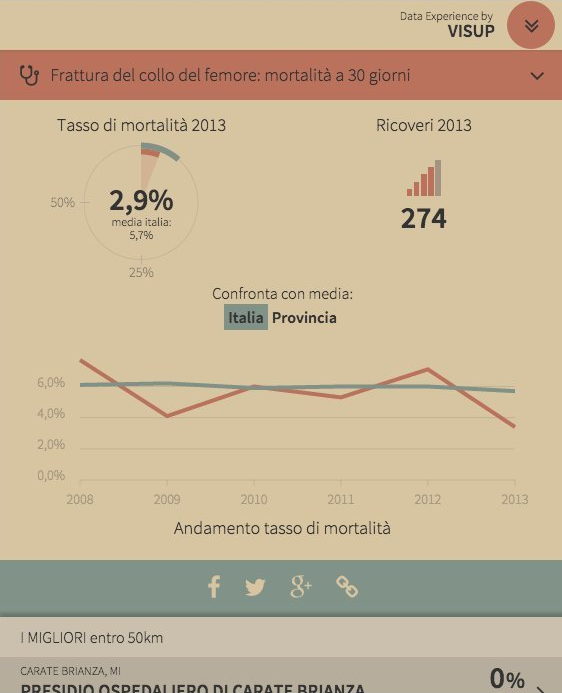 Data Experience by
VISUP
Frattura del collo del femore: mortalità a 30 giorni
Tasso di mortalità 2013
Ricoveri 2013
50%
2,9%
media italia:
5,7%
25%
274
Confronta con media:
Italia Provincia
6,0%
4,0%
2,0%
0,0%
2008 2009 2010 2011 2012 2013
Andamento tasso di mortalità
f g+
I MIGLIORI entro 50km
CARATE BRIANZA, MI
0%
PRESIDIO OSPEDALIERO DI CARATE BRIANZA